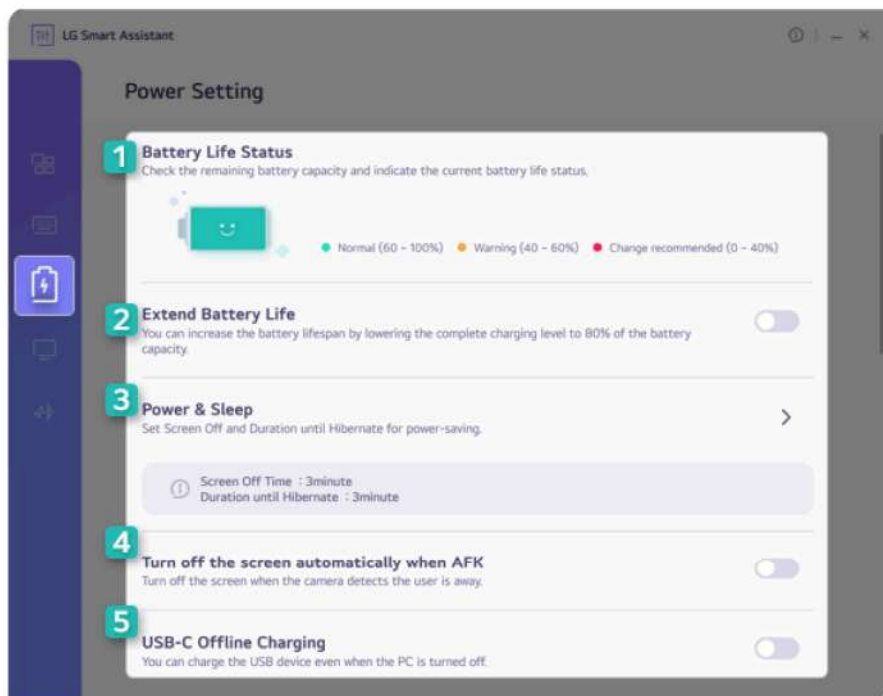 LG Smart Assistant
Power Setting
1
Battery Life Status
Check the remaining battery capacity and indicate the current battery life status.
Normal (60 ~ 100%) Warning (40 ~ 60%) Change recommended (0 ~ 40%)
2
Extend Battery Life
You can increase the battery lifespan by lowering the complete charging level to 80% of the battery
capacity.
3
Power & Sleep
Set Screen Off and Duration until Hibernate for power-saving.
Screen Off Time : 3minute
Duration until Hibernate : 3minute
4
Turn off the screen automatically when AFK
Turn off the screen when the camera detects the user is away.
5
USB-C Offline Charging
You can charge the USB device even when the PC is turned off.